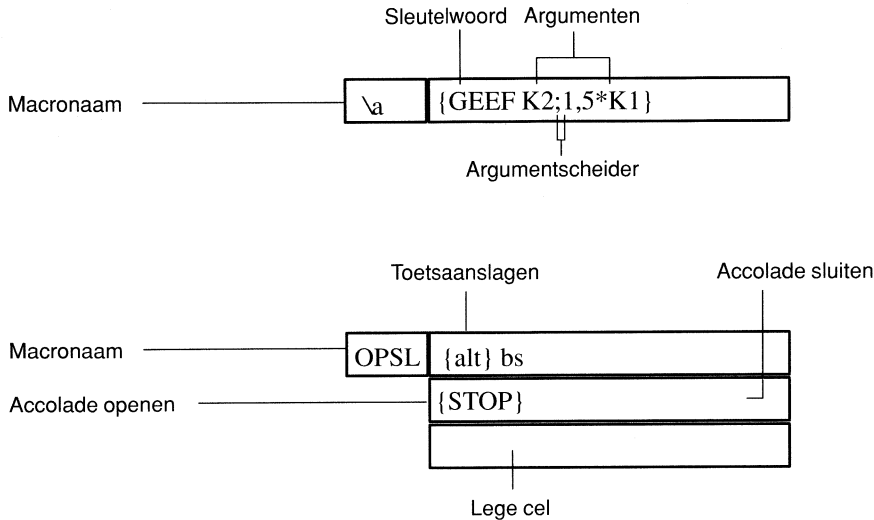 Sleutelwoord Argumenten
Macronaam \a {GEEF K2;1,5*K1}
Argumentscheider
Toetsaanslagen Accolade sluiten
Macronaam OPSL {alt} bs
Accolade openen {STOP}
Lege cel